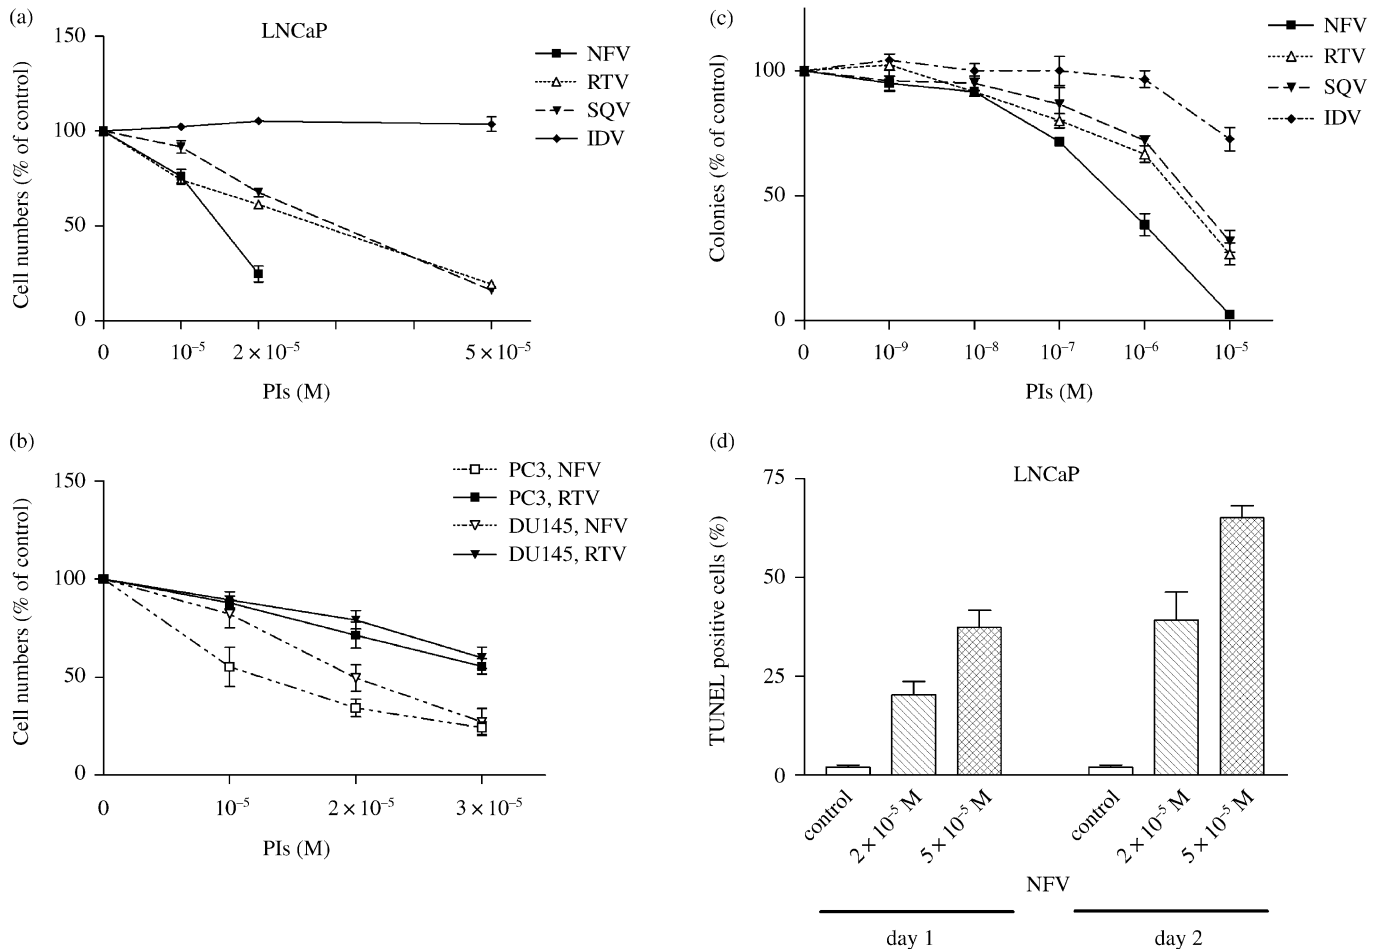 (a)
LNCaP
150
100
50
0
Cell numbers (% of control)
0 10⁻⁵ 2 × 10⁻⁵ 5 × 10⁻⁵
PIs (M)
NFV
RTV
SQV
IDV
(c)
100
50
0
Colonies (% of control)
0 10⁻⁹ 10⁻⁸ 10⁻⁷ 10⁻⁶ 10⁻⁵
PIs (M)
NFV
RTV
SQV
IDV
(b)
150
100
50
0
Cell numbers (% of control)
0 10⁻⁵ 2 × 10⁻⁵ 3 × 10⁻⁵
PIs (M)
PC3, NFV
PC3, RTV
DU145, NFV
DU145, RTV
(d)
LNCaP
75
50
25
0
TUNEL positive cells (%)
control
2 × 10⁻⁵ M
5 × 10⁻⁵ M
control
2 × 10⁻⁵ M
5 × 10⁻⁵ M
NFV
day 1 day 2